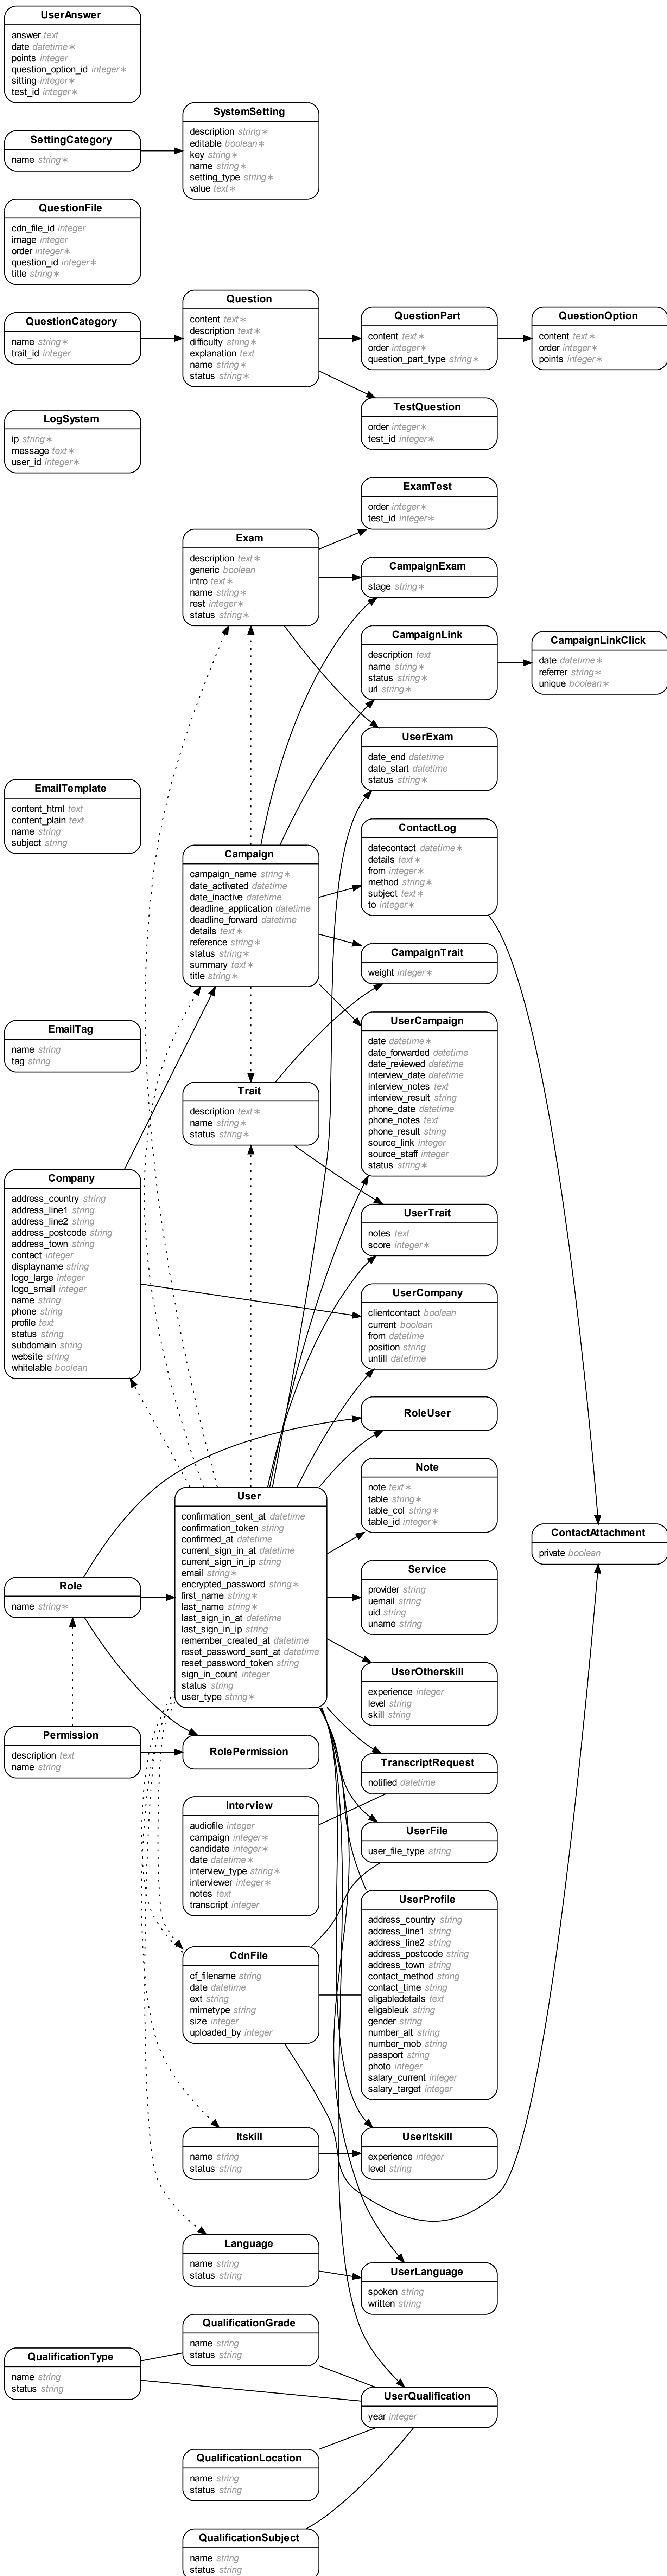 UserAnswer
answer text
date datetime∗
points integer
question_option_id integer∗
sitting integer∗
test_id integer∗
SettingCategory
name string∗
SystemSetting
description string∗
editable boolean∗
key string∗
name string∗
setting_type string∗
value text∗
QuestionFile
cdn_file_id integer
image integer
order integer∗
question_id integer∗
title string∗
QuestionCategory
name string∗
trait_id integer
Question
content text∗
description text∗
difficulty string∗
explanation text
name string∗
status string∗
QuestionPart
content text∗
order integer∗
question_part_type string∗
QuestionOption
content text∗
order integer∗
points integer∗
TestQuestion
order integer∗
test_id integer∗
LogSystem
ip string∗
message text∗
user_id integer∗
ExamTest
order integer∗
test_id integer∗
Exam
description text∗
generic boolean
intro text∗
name string∗
rest integer∗
status string∗
CampaignExam
stage string∗
CampaignLink
description text
name string∗
status string∗
url string∗
CampaignLinkClick
date datetime∗
referrer string∗
unique boolean∗
UserExam
date_end datetime
date_start datetime
status string∗
EmailTemplate
content_html text
content_plain text
name string
subject string
ContactLog
datecontact datetime∗
details text∗
from integer∗
method string∗
subject text∗
to integer∗
Campaign
campaign_name string∗
date_activated datetime
date_inactive datetime
deadline_application datetime
deadline_forward datetime
details text∗
reference string∗
status string∗
summary text∗
title string∗
CampaignTrait
weight integer∗
EmailTag
name string
tag string
UserCampaign
date datetime∗
date_forwarded datetime
date_reviewed datetime
interview_date datetime
interview_notes text
interview_result string
phone_date datetime
phone_notes text
phone_result string
source_link integer
source_staff integer
status string∗
Trait
description text∗
name string∗
status string∗
Company
address_country string
address_line1 string
address_line2 string
address_postcode string
address_town string
contact integer
displayname string
logo_large integer
logo_small integer
name string
phone string
profile text
status string
subdomain string
website string
whitelable boolean
UserTrait
notes text
score integer∗
UserCompany
clientcontact boolean
current boolean
from datetime
position string
untill datetime
RoleUser
Note
note text∗
table string∗
table_col string∗
table_id integer∗
User
confirmation_sent_at datetime
confirmation_token string
confirmed_at datetime
current_sign_in_at datetime
current_sign_in_ip string
email string∗
encrypted_password string∗
first_name string∗
last_name string∗
last_sign_in_at datetime
last_sign_in_ip string
remember_created_at datetime
reset_password_sent_at datetime
reset_password_token string
sign_in_count integer
status string
user_type string∗
ContactAttachment
private boolean
Role
name string∗
Service
provider string
uemail string
uid string
uname string
UserOtherskill
experience integer
level string
skill string
Permission
description text
name string
RolePermission
TranscriptRequest
notified datetime
Interview
audiofile integer
campaign integer∗
candidate integer∗
date datetime∗
interview_type string∗
interviewer integer∗
notes text
transcript integer
UserFile
user_file_type string
UserProfile
address_country string
address_line1 string
address_line2 string
address_postcode string
address_town string
contact_method string
contact_time string
eligabledetails text
eligableuk string
gender string
number_alt string
number_mob string
passport string
photo integer
salary_current integer
salary_target integer
CdnFile
cf_filename string
date datetime
ext string
mimetype string
size integer
uploaded_by integer
Itskill
name string
status string
UserItskill
experience integer
level string
Language
name string
status string
UserLanguage
spoken string
written string
QualificationGrade
name string
status string
QualificationType
name string
status string
UserQualification
year integer
QualificationLocation
name string
status string
QualificationSubject
name string
status string